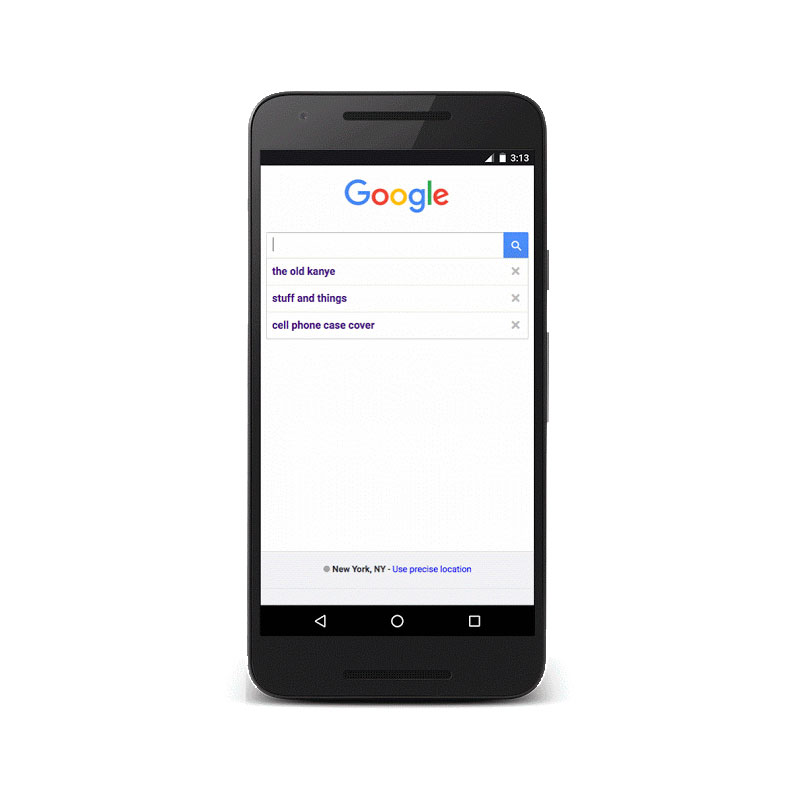 3:13
Google
the old kanye
stuff and things
cell phone case cover
New York, NY - Use precise location